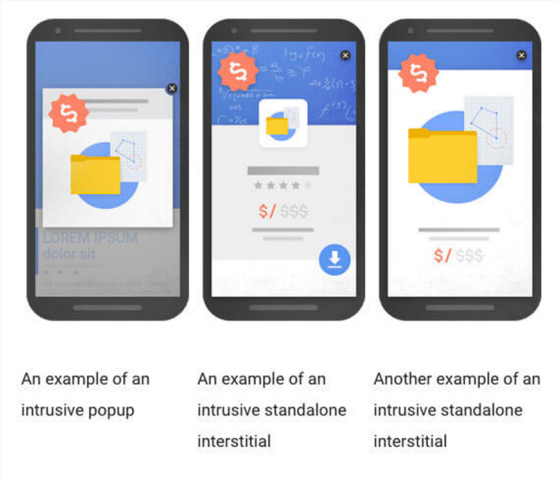 LOREM IPSUM
dolor sit
$/ $$$
$/ $$$
An example of an
intrusive popup
An example of an
intrusive standalone
interstitial
Another example of an
intrusive standalone
interstitial